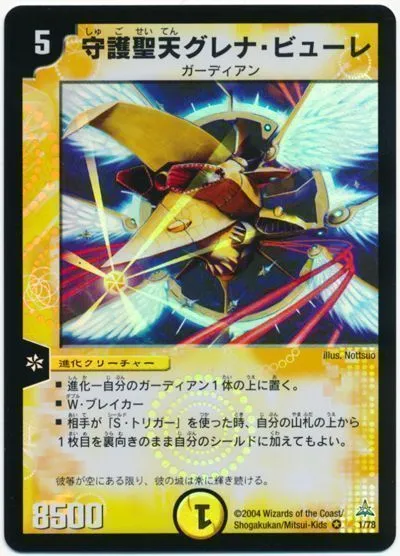 しゅ ご せい てん
5 守護聖天グレナ・ビューレ
ガーディアン
illus. Nottsuo
進化クリーチャー
■ 進化－自分のガーディアン１体の上に置く。
■ W・ブレイカー
■ 相手が「S・トリガー」を使った時、自分の山札の上から
１枚目を裏向きのまま自分のシールドに加えてもよい。
彼等が空にある限り、彼の城は常に輝き続ける。
8500
1
©2004 Wizards of the Coast/
Shogakukan/Mitsui-Kids
1/78